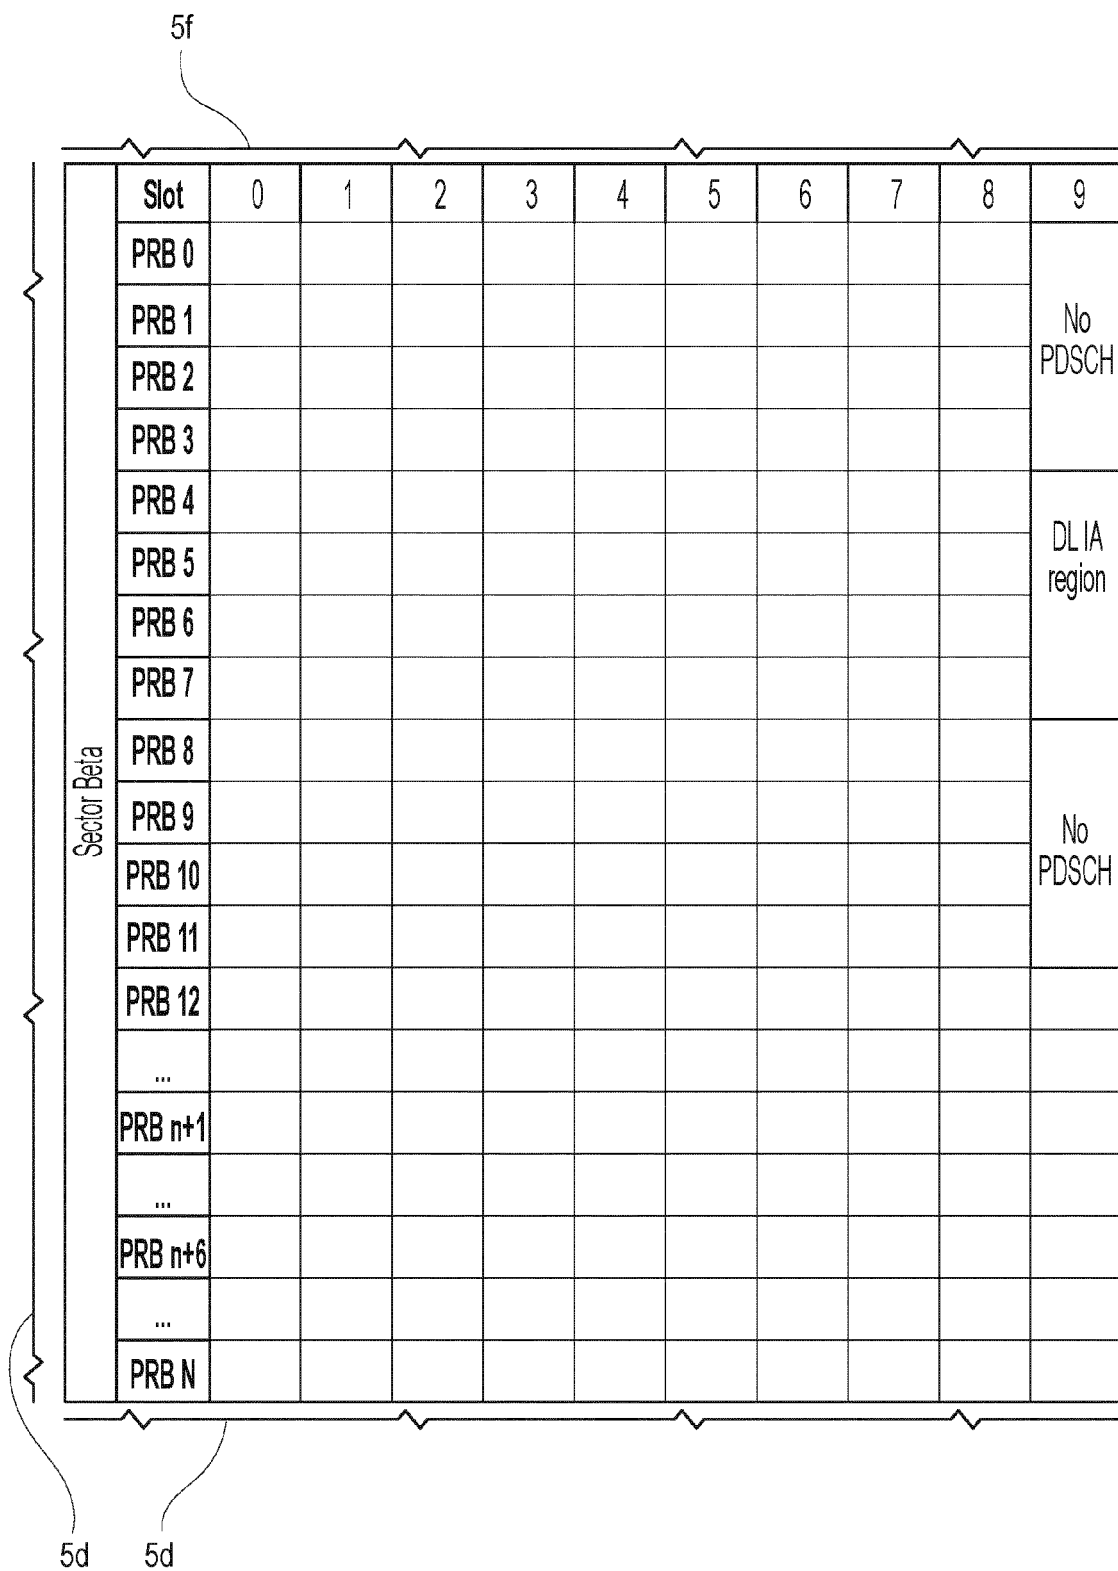 5f
Slot 0 1 2 3 4 5 6 7 8 9
PRB 0
PRB 1
No
PDSCH
PRB 2
PRB 3
PRB 4
PRB 5
DL IA
region
PRB 6
PRB 7
Sector Beta
PRB 8
PRB 9
No
PDSCH
PRB 10
PRB 11
PRB 12
...
PRB n+1
...
PRB n+6
...
PRB N
5d 5d